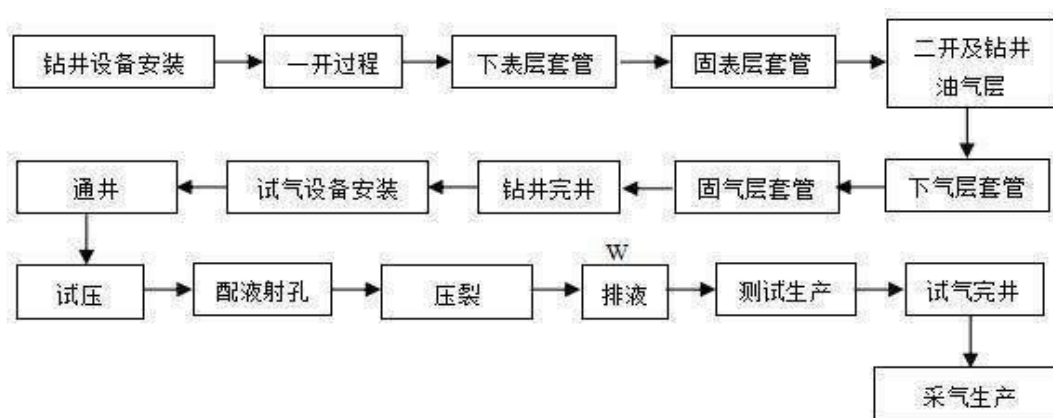 钻井设备安装
一开过程
下表层套管
固表层套管
二开及钻井
油气层
通井
试气设备安装
钻井完井
固气层套管
下气层套管
W
试压
配液射孔
压裂
排液
测试生产
试气完井
采气生产